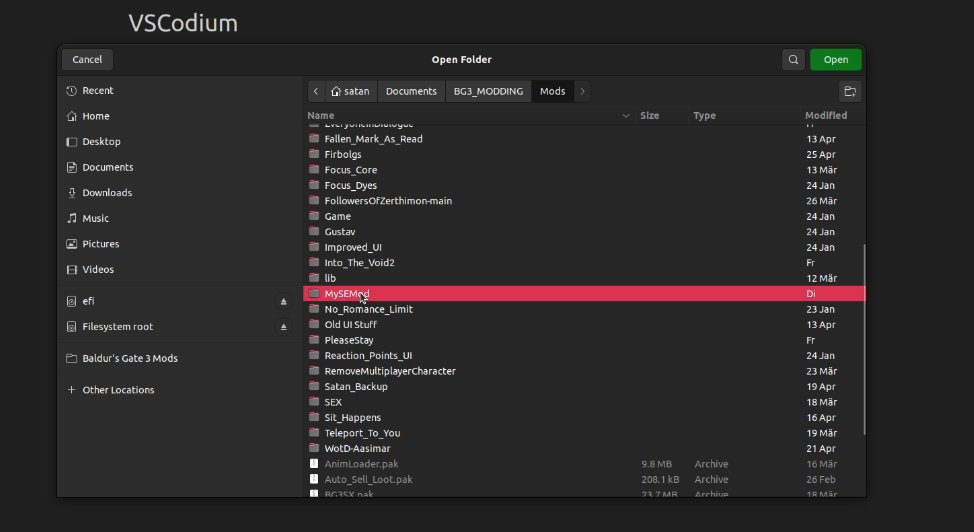 VSCodium
Cancel Open Folder Open
Recent
Home
Desktop
Documents
Downloads
Music
Pictures
Videos
efi
Filesystem root
Baldur's Gate 3 Mods
Other Locations
satan Documents BG3_MODDING Mods
Name Size Type Modified
EveryoneInDialogue Fr
Fallen_Mark_As_Read 13 Apr
Firbolgs 25 Apr
Focus_Core 13 Mär
Focus_Dyes 24 Jan
FollowersOfZerthimon-main 26 Mär
Game 24 Jan
Gustav 24 Jan
Improved_UI 24 Jan
Into_The_Void2 Fr
lib 12 Mär
MySEMod Di
No_Romance_Limit 23 Jan
Old UI Stuff 13 Apr
PleaseStay Fr
Reaction_Points_UI 24 Jan
RemoveMultiplayerCharacter 23 Mär
Satan_Backup 19 Apr
SEX 18 Mär
Sit_Happens 16 Apr
Teleport_To_You 19 Mär
WotD-Aasimar 21 Apr
AnimLoader.pak 9.8 MB Archive 16 Mär
Auto_Sell_Loot.pak 208.1 kB Archive 26 Feb
BG3SX.pak 23.7 MB Archive 18 Mär